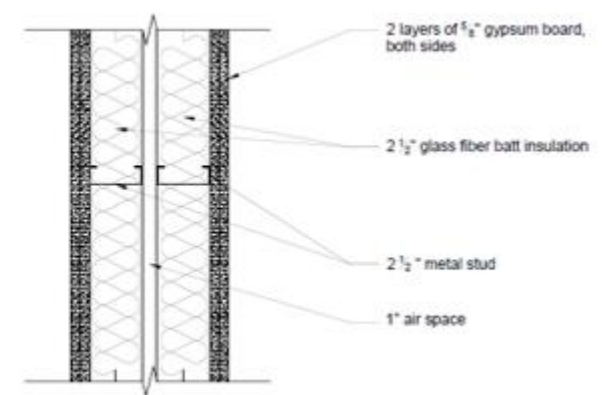 2 layers of 5/8" gypsum board,
both sides
2 1/2" glass fiber batt insulation
2 1/2 " metal stud
1" air space